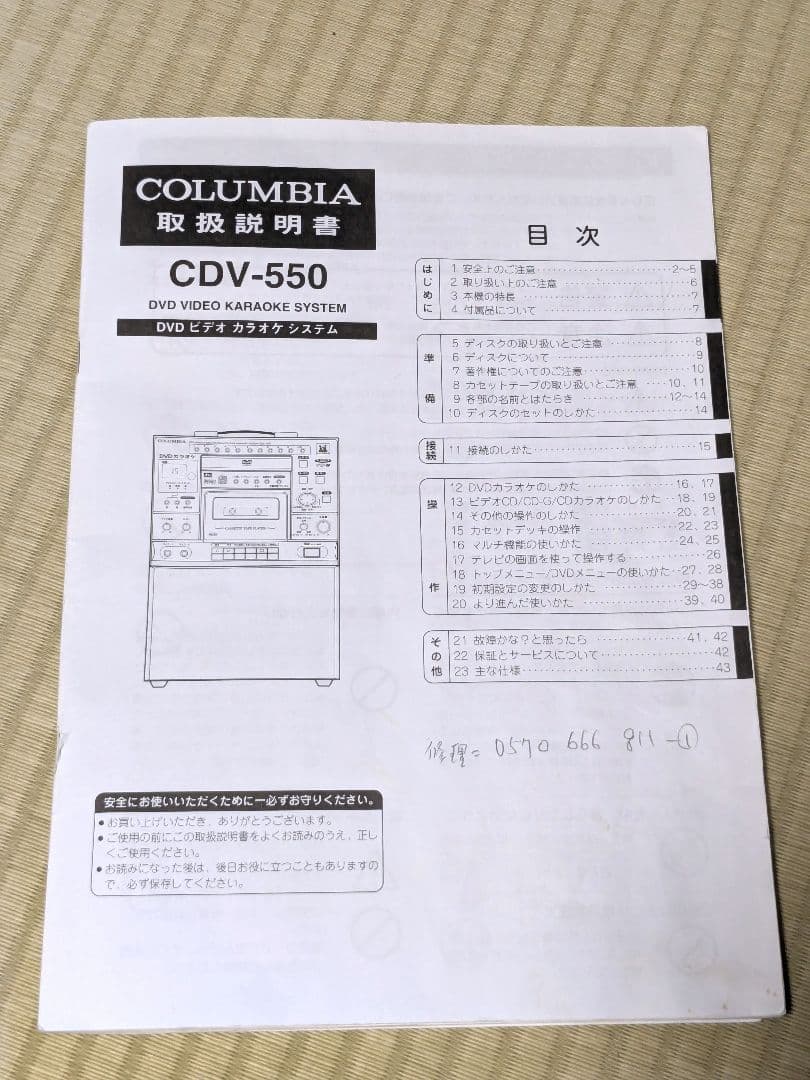 COLUMBIA
取扱説明書
CDV-550
DVD VIDEO KARAOKE SYSTEM
DVD ビデオ カラオケ システム
COLUMBIA
DVDカラオケ
CASSETTE TAPE PLAYER
安全にお使いいただくためにー必ずお守りください。
●お買い上げいただき、ありがとうございます。
●ご使用の前にこの取扱説明書をよくお読みのうえ、正し
くご使用ください。
●お読みになった後は、後日お役に立つこともありますの
で、必ず保存してください。
目次
はじめに
1 安全上のご注意 2～5
2 取り扱い上のご注意 6
3 本機の特長 7
4 付属品について 7
準備
5 ディスクの取り扱いとご注意 8
6 ディスクについて 9
7 著作権についてのご注意 10
8 カセットテープの取り扱いとご注意 10、11
9 各部の名前とはたらき 12～14
10 ディスクのセットのしかた 14
接続
11 接続のしかた 15
操作
12 DVDカラオケのしかた 16、17
13 ビデオCD/CD-G/CDカラオケのしかた 18、19
14 その他の操作のしかた 20、21
15 カセットデッキの操作 22、23
16 マルチ機能の使いかた 24、25
17 テレビの画面を使って操作する 26
18 トップメニュー/DVDメニューの使いかた 27、28
19 初期設定の変更のしかた 29～38
20 より進んだ使いかた 39、40
その他
21 故障かな？と思ったら 41、42
22 保証とサービスについて 42
23 主な仕様 43
修理= 0570 666 811-①